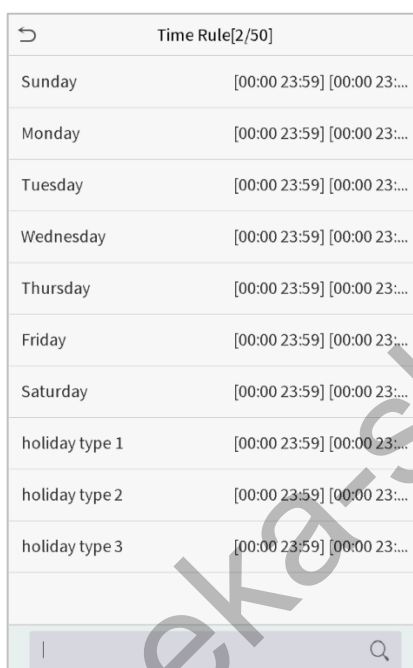 Time Rule[2/50]
Sunday [00:00 23:59] [00:00 23:...
Monday [00:00 23:59] [00:00 23:...
Tuesday [00:00 23:59] [00:00 23:...
Wednesday [00:00 23:59] [00:00 23:...
Thursday [00:00 23:59] [00:00 23:...
Friday [00:00 23:59] [00:00 23:...
Saturday [00:00 23:59] [00:00 23:...
holiday type 1 [00:00 23:59] [00:00 23:...
holiday type 2 [00:00 23:59] [00:00 23:...
holiday type 3 [00:00 23:59] [00:00 23:...